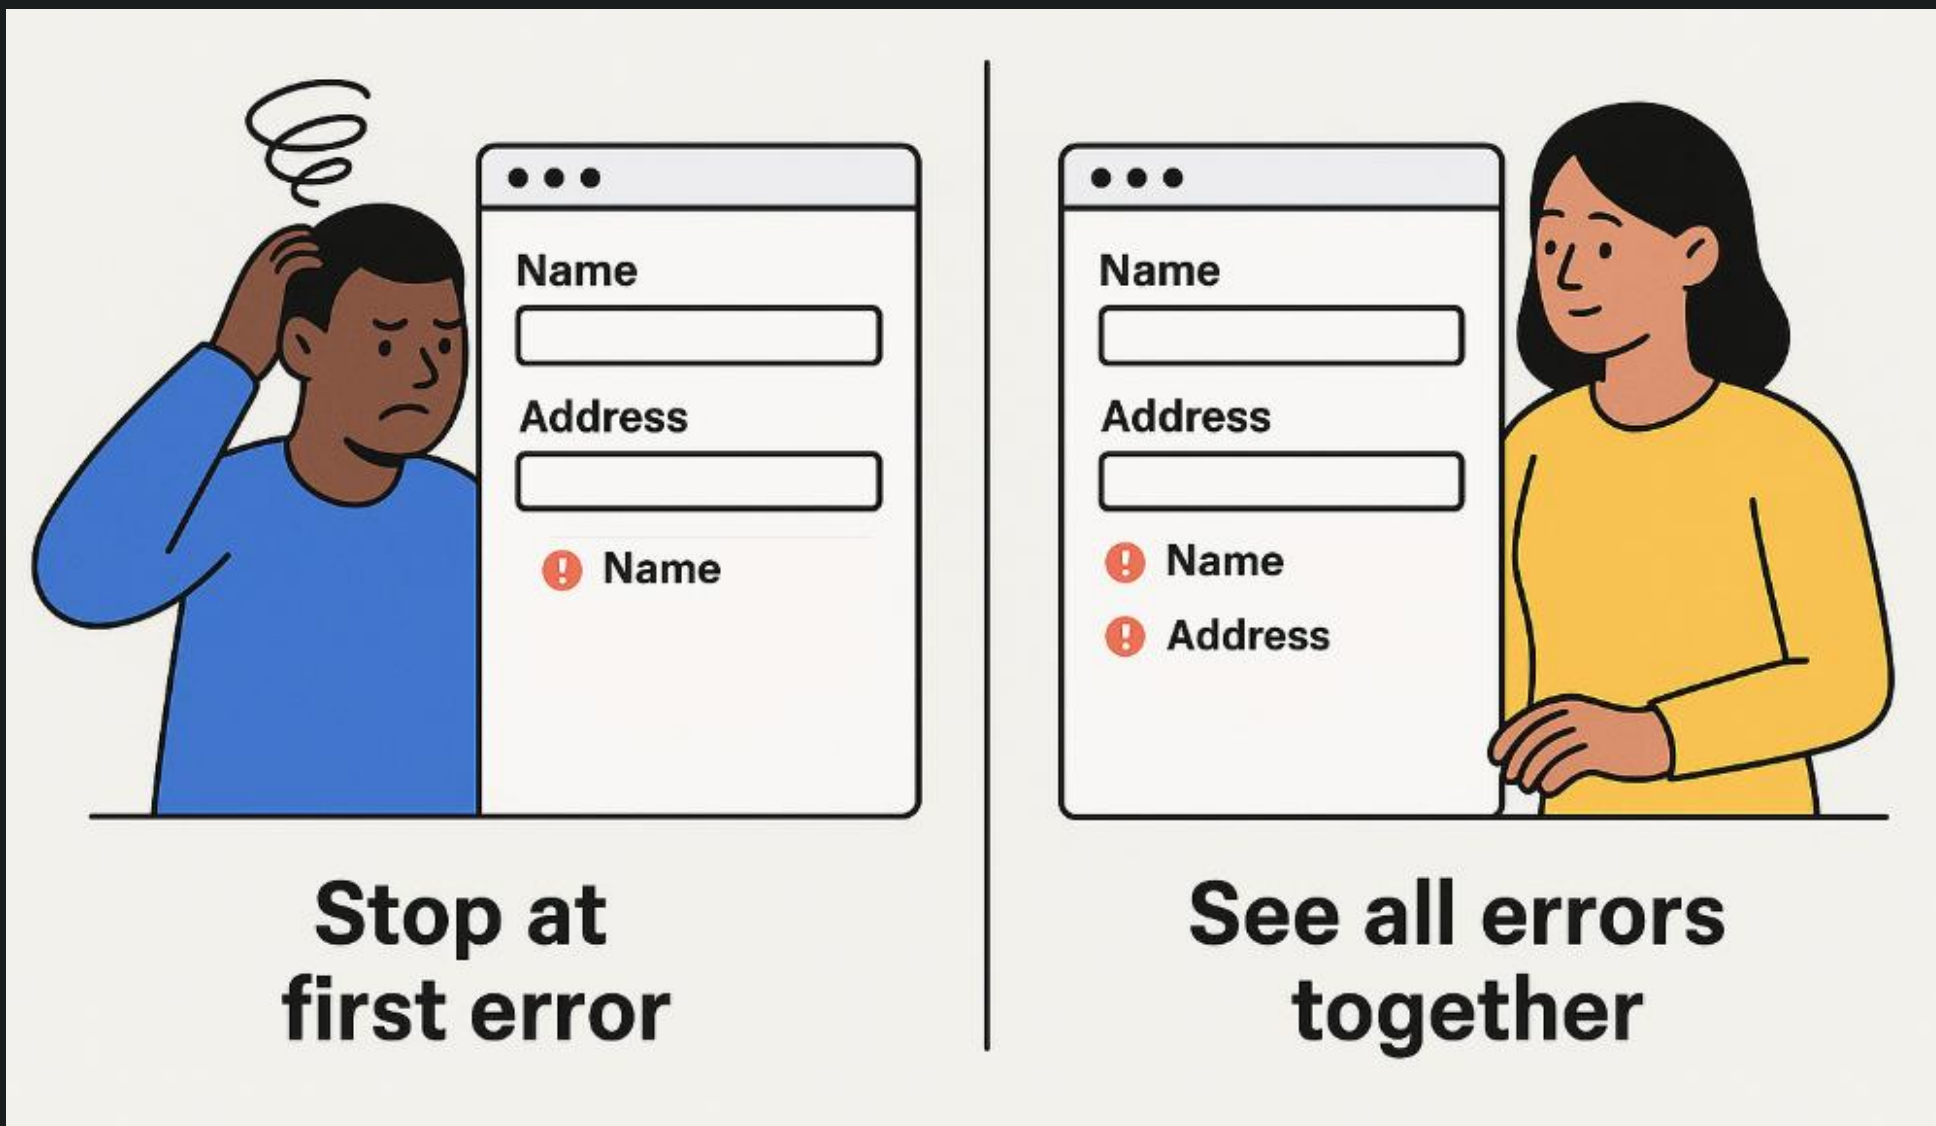 Name
Address
Name
Stop at
first error
Name
Address
Name
Address
See all errors
together